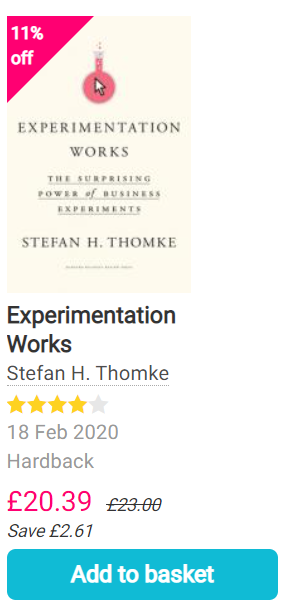 11%
off
EXPERIMENTATION
WORKS
THE SURPRISING
POWER of BUSINESS
EXPERIMENTS
STEFAN H. THOMKE
Experimentation
Works
Stefan H. Thomke
18 Feb 2020
Hardback
£20.39 £23.00
Save £2.61
Add to basket